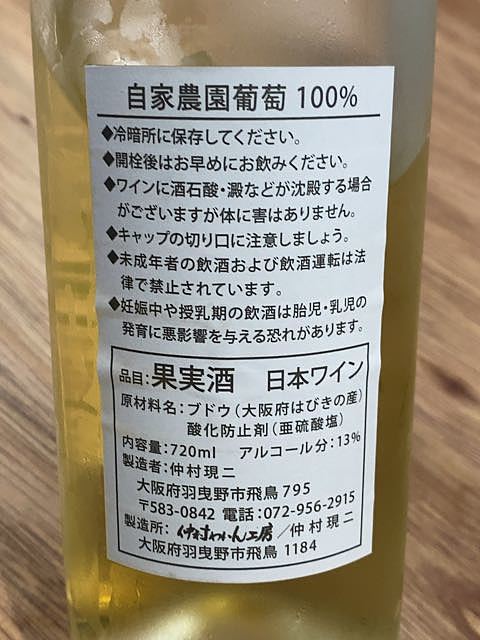 自家農園葡萄 100%
◆冷暗所に保存してください。
◆開栓後はお早めにお飲みください。
◆ワインに酒石酸・澱などが沈殿する場合
がございますが体に害はありません。
◆キャップの切り口に注意しましょう。
◆未成年者の飲酒および飲酒運転は法
律で禁止されています。
◆妊娠中や授乳期の飲酒は胎児・乳児の
発育に悪影響を与える恐れがあります。
品目：果実酒 日本ワイン
原材料名：ブドウ（大阪府はびきの産）
酸化防止剤（亜硫酸塩）
内容量：720ml アルコール分：13%
製造者：仲村現二
大阪府羽曳野市飛鳥795
〒583-0842 電話：072-956-2915
製造所：仲村わいん工房／仲村現二
大阪府羽曳野市飛鳥 1184